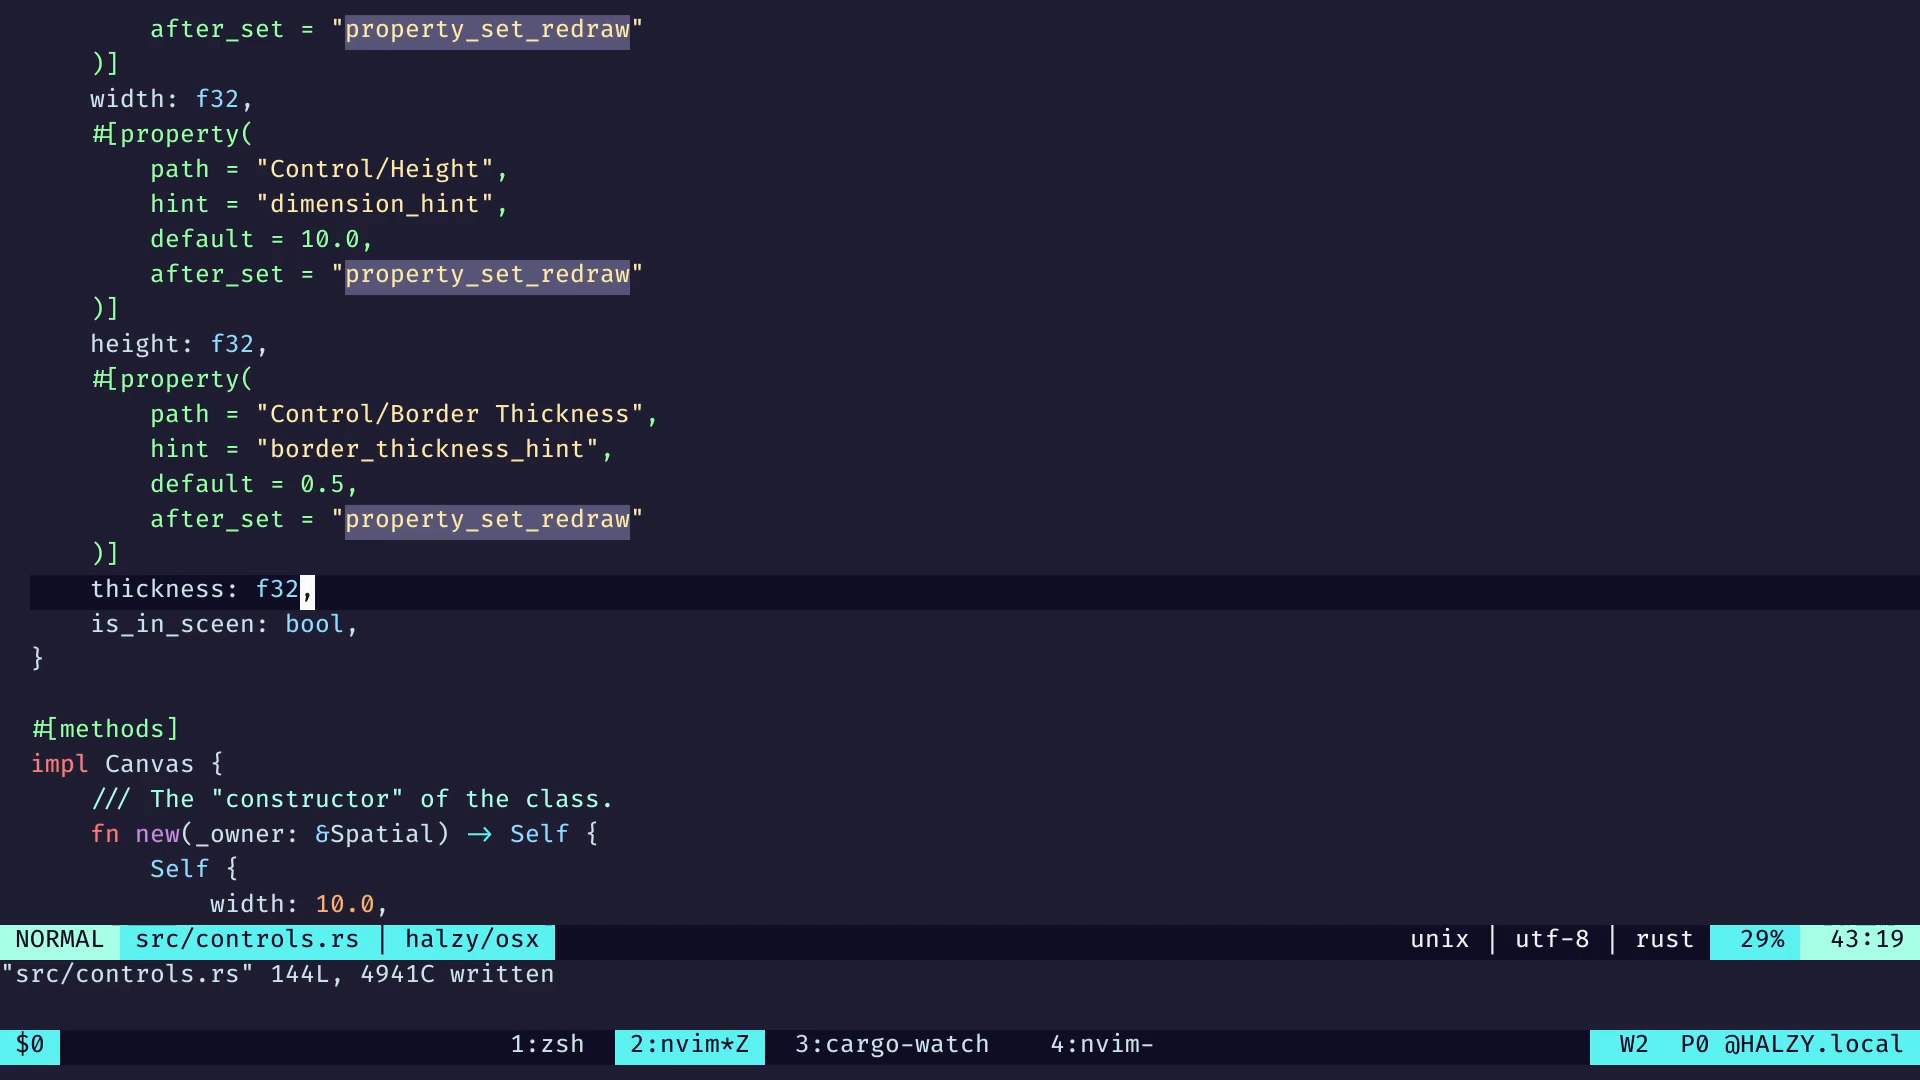 after_set = "property_set_redraw"
    )]
    width: f32,
    #[property(
        path = "Control/Height",
        hint = "dimension_hint",
        default = 10.0,
        after_set = "property_set_redraw"
    )]
    height: f32,
    #[property(
        path = "Control/Border Thickness",
        hint = "border_thickness_hint",
        default = 0.5,
        after_set = "property_set_redraw"
    )]
    thickness: f32,
    is_in_sceen: bool,
}

#[methods]
impl Canvas {
    /// The "constructor" of the class.
    fn new(_owner: &Spatial) -> Self {
        Self {
            width: 10.0,
NORMAL src/controls.rs | halzy/osx unix | utf-8 | rust 29% 43:19
"src/controls.rs" 144L, 4941C written
$0 1:zsh 2:nvim*Z 3:cargo-watch 4:nvim- W2 P0 @HALZY.local